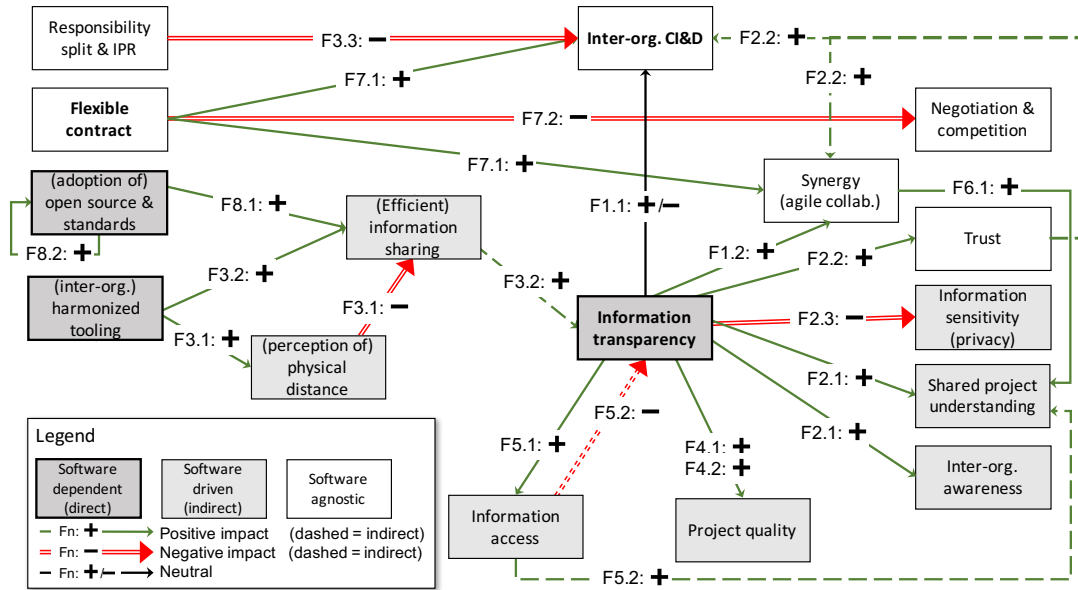 Responsibility
split & IPR
F3.3: −
Inter-org. CI&D
F2.2: +
F2.2: +
F7.1: +
Flexible
contract
F7.2: −
Negotiation &
competition
F7.1: +
(adoption of)
open source &
standards
F8.2: +
F8.1: +
(Efficient)
information
sharing
F1.1: +/−
Synergy
(agile collab.)
F6.1: +
Trust
F1.2: +
F2.2: +
F3.2: +
F3.2: +
(inter-org.)
harmonized
tooling
F3.1: −
F3.1: +
(perception of)
physical
distance
Information
transparency
F2.3: −
Information
sensitivity
(privacy)
F2.1: +
Shared project
understanding
F2.1: +
Inter-org.
awareness
F5.2: −
F5.1: +
F4.1: +
F4.2: +
Information
access
Project quality
F5.2: +
Legend
Software
dependent
(direct)
Software
driven
(indirect)
Software
agnostic
Fn: + Positive impact (dashed = indirect)
Fn: − Negative impact (dashed = indirect)
Fn: +/− Neutral